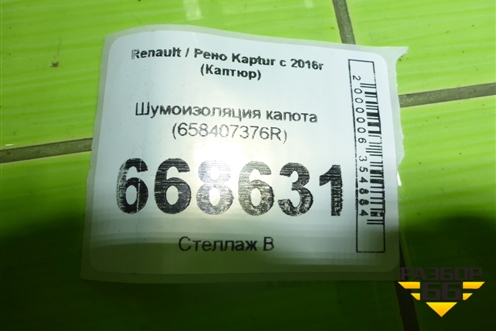 Renault / Рено Kaptur с 2016г
(Каптюр)
Шумоизоляция капота
(658407376R)
668631
Стеллаж В
2000006354884
РАЗБОР
66